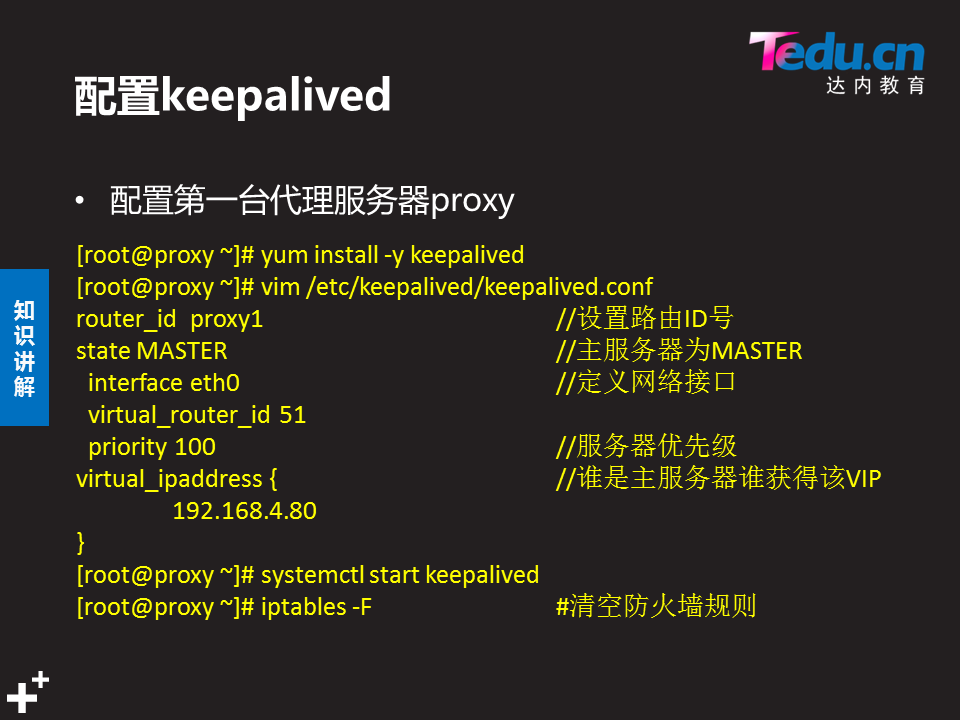 Tedu.cn
达内教育
配置keepalived
• 配置第一台代理服务器proxy
[root@proxy ~]# yum install -y keepalived
[root@proxy ~]# vim /etc/keepalived/keepalived.conf
router_id proxy1 //设置路由ID号
state MASTER //主服务器为MASTER
interface eth0 //定义网络接口
virtual_router_id 51
priority 100 //服务器优先级
virtual_ipaddress { //谁是主服务器谁获得该VIP
192.168.4.80
}
[root@proxy ~]# systemctl start keepalived
[root@proxy ~]# iptables -F #清空防火墙规则
知识讲解